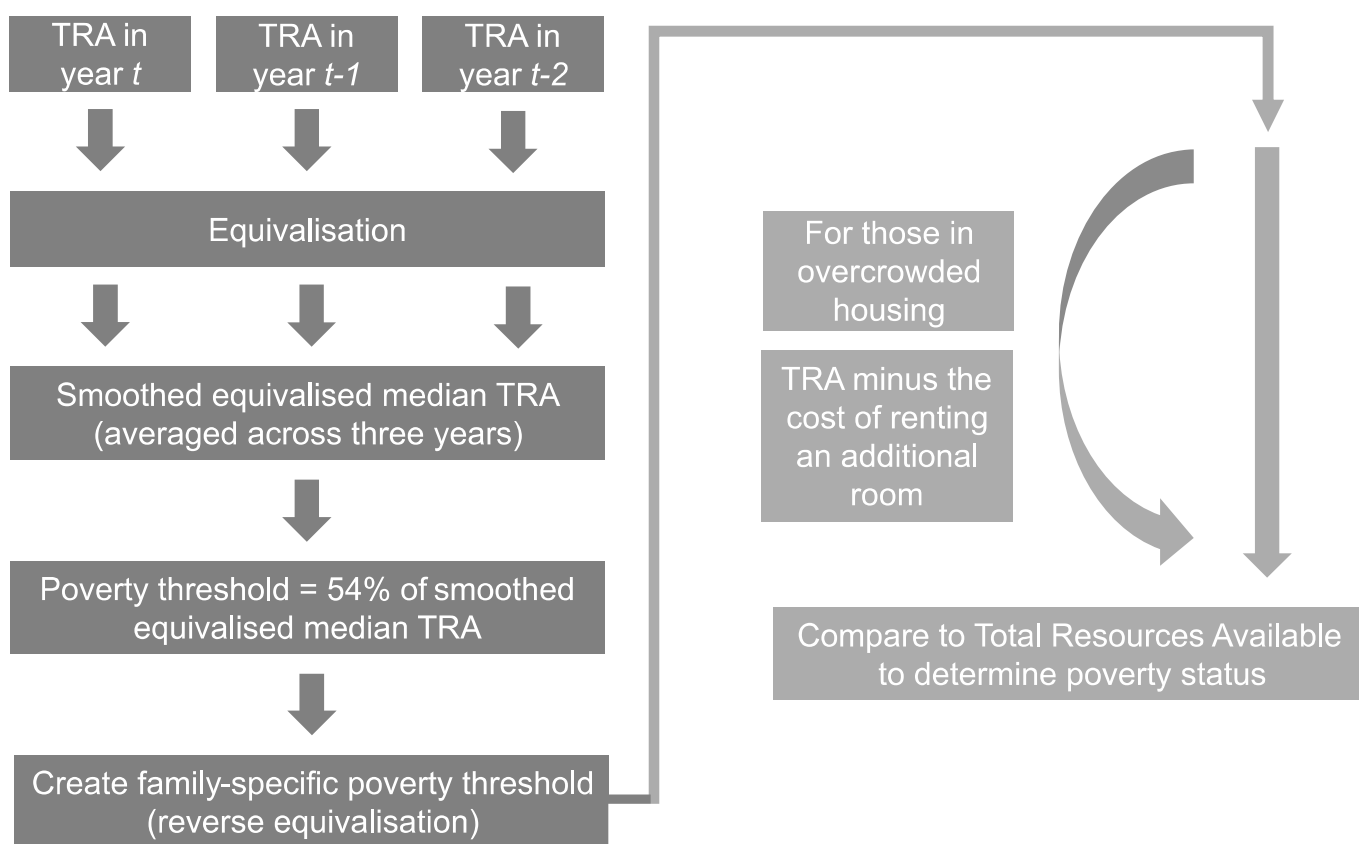 TRA in
year t
TRA in
year t-1
TRA in
year t-2
Equivalisation
Smoothed equivalised median TRA
(averaged across three years)
Poverty threshold = 54% of smoothed
equivalised median TRA
Create family-specific poverty threshold
(reverse equivalisation)
For those in
overcrowded
housing
TRA minus the
cost of renting
an additional
room
Compare to Total Resources Available
to determine poverty status